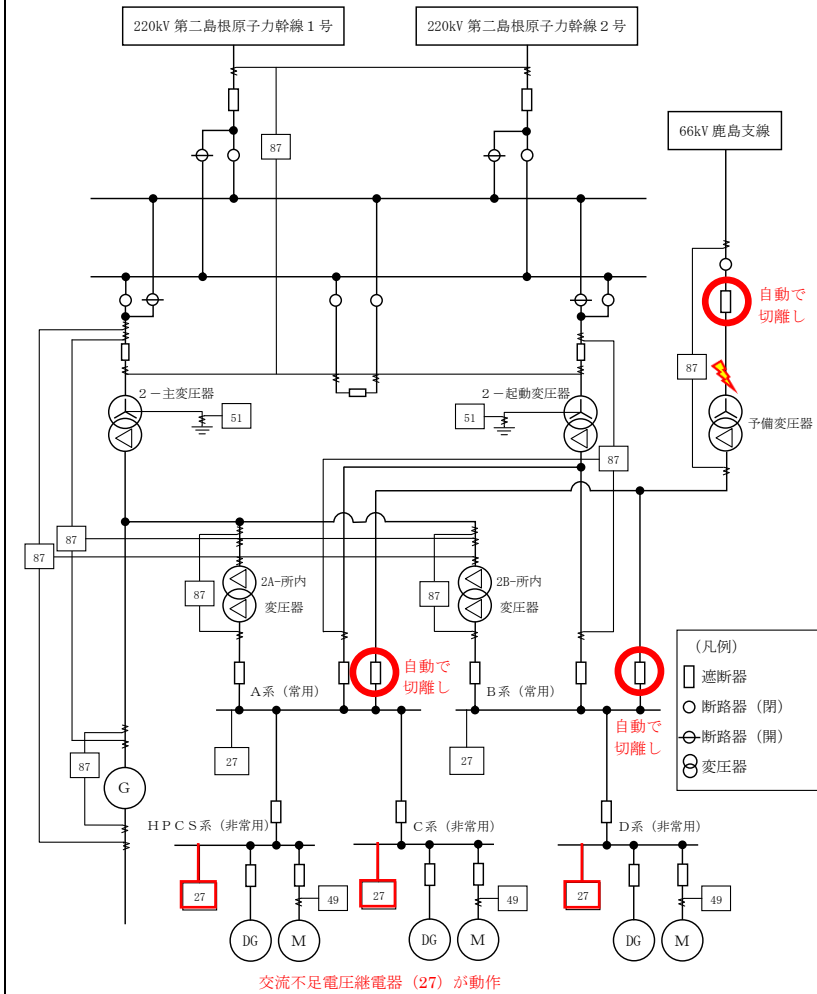 220kV 第二島根原子力幹線１号
220kV 第二島根原子力幹線２号
66kV 鹿島支線
87
自動で
切離し
87
２－主変圧器
51
２－起動変圧器
51
予備変圧器
87
87
87
87
2A-所内
変圧器
87
2B-所内
変圧器
自動で
切離し
Ａ系（常用）
Ｂ系（常用）
自動で
切離し
（凡例）
遮断器
断路器（閉）
断路器（開）
変圧器
27
27
87
G
ＨＰＣＳ系（非常用）
Ｃ系（非常用）
Ｄ系（非常用）
27
49
27
49
27
49
DG
M
DG
M
DG
M
交流不足電圧継電器（27）が動作